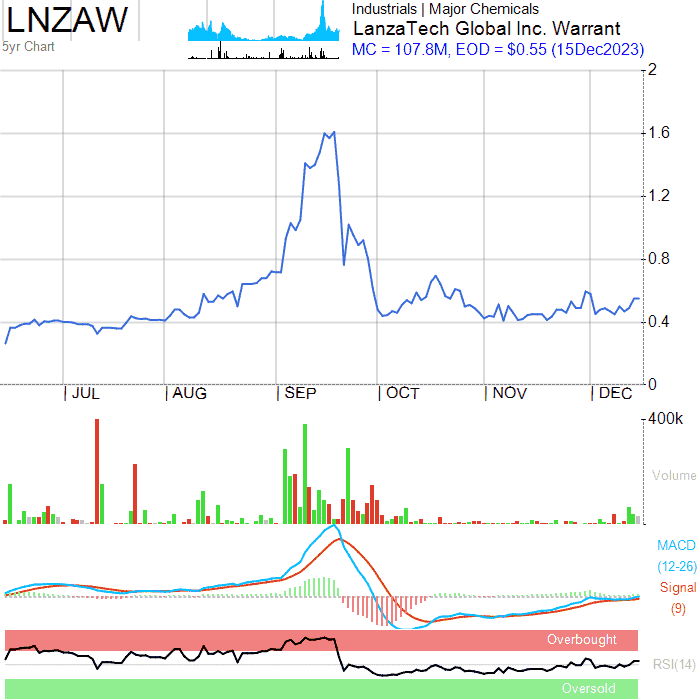 LNZAW
5yr Chart
Industrials | Major Chemicals
LanzaTech Global Inc. Warrant
MC = 107.8M, EOD = $0.55 (15Dec2023)
2
1.6
1.2
0.8
0.4
0
JUL AUG SEP OCT NOV DEC
400k
Volume
MACD
(12-26)
Signal
(9)
Overbought
RSI(14)
Oversold